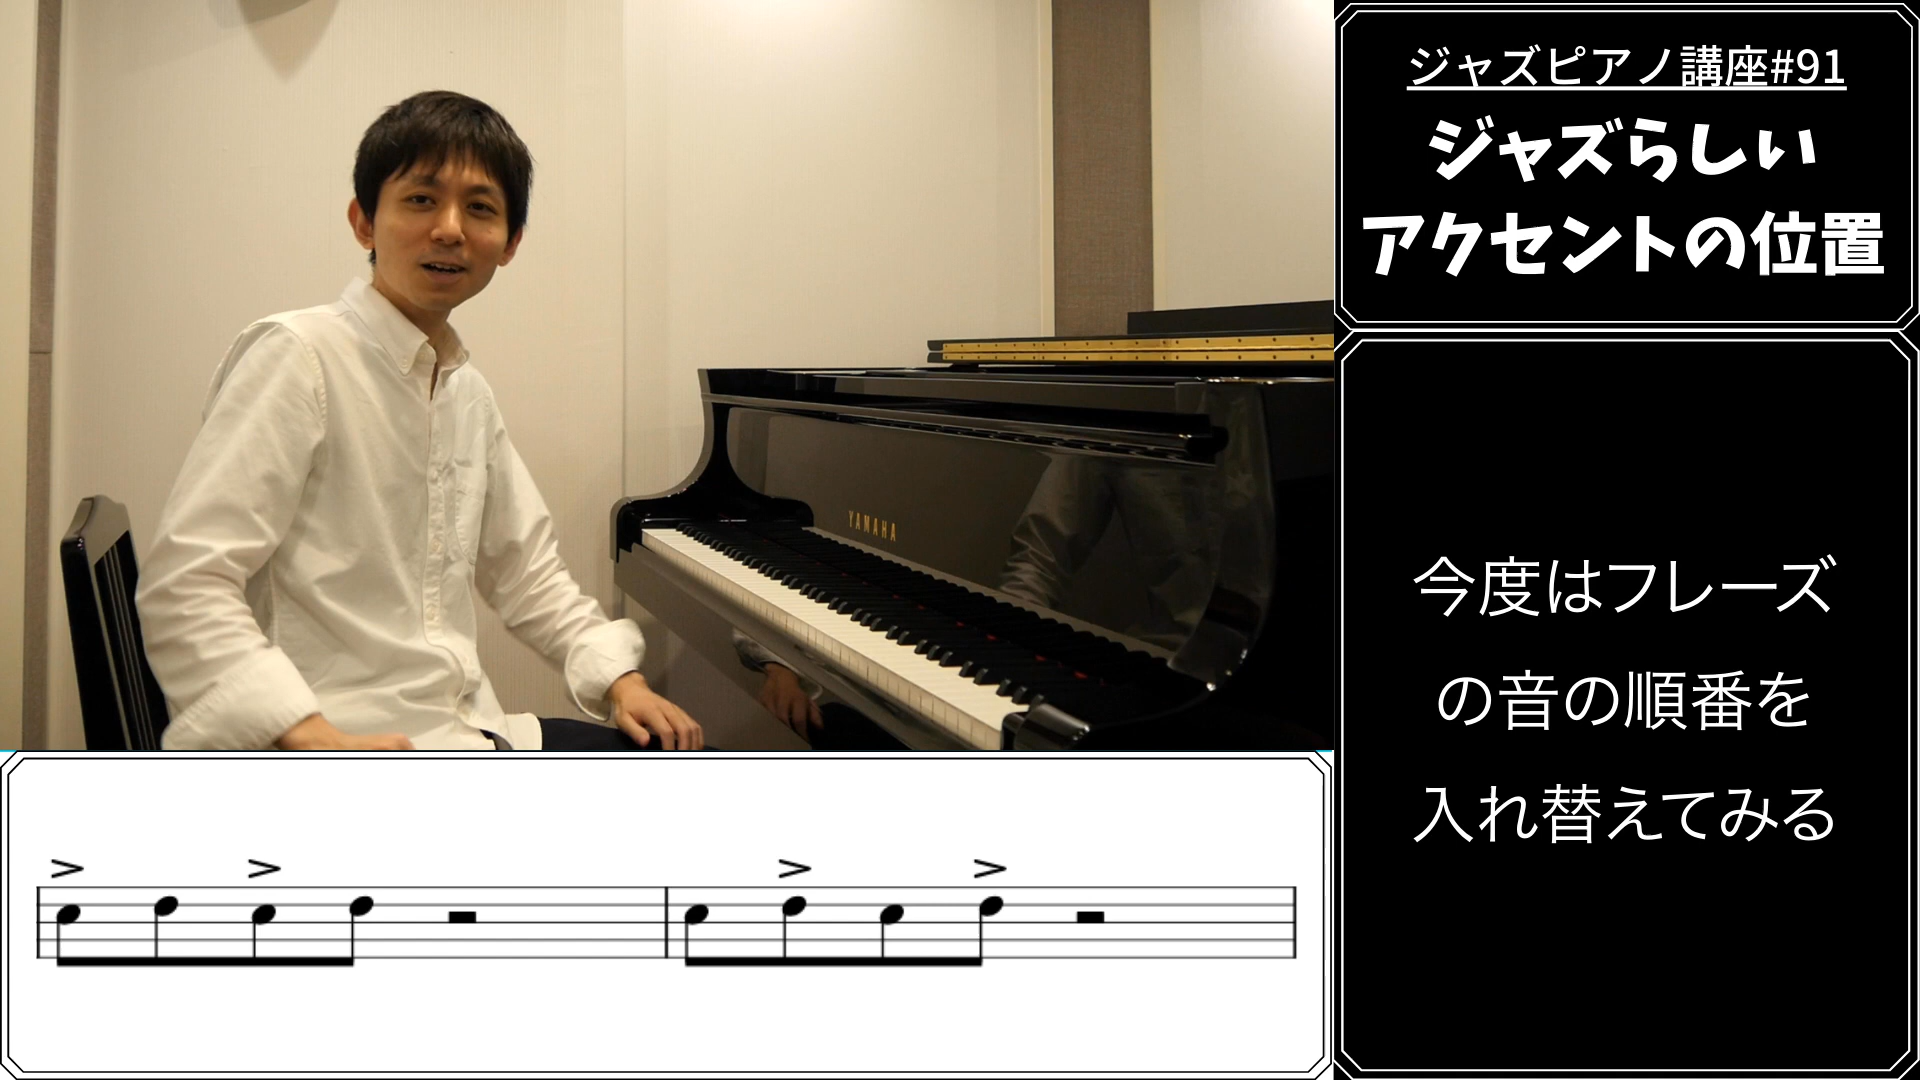 ジャズピアノ講座#91
ジャズらしい
アクセントの位置
YAMAHA
今度はフレーズ
の音の順番を
入れ替えてみる